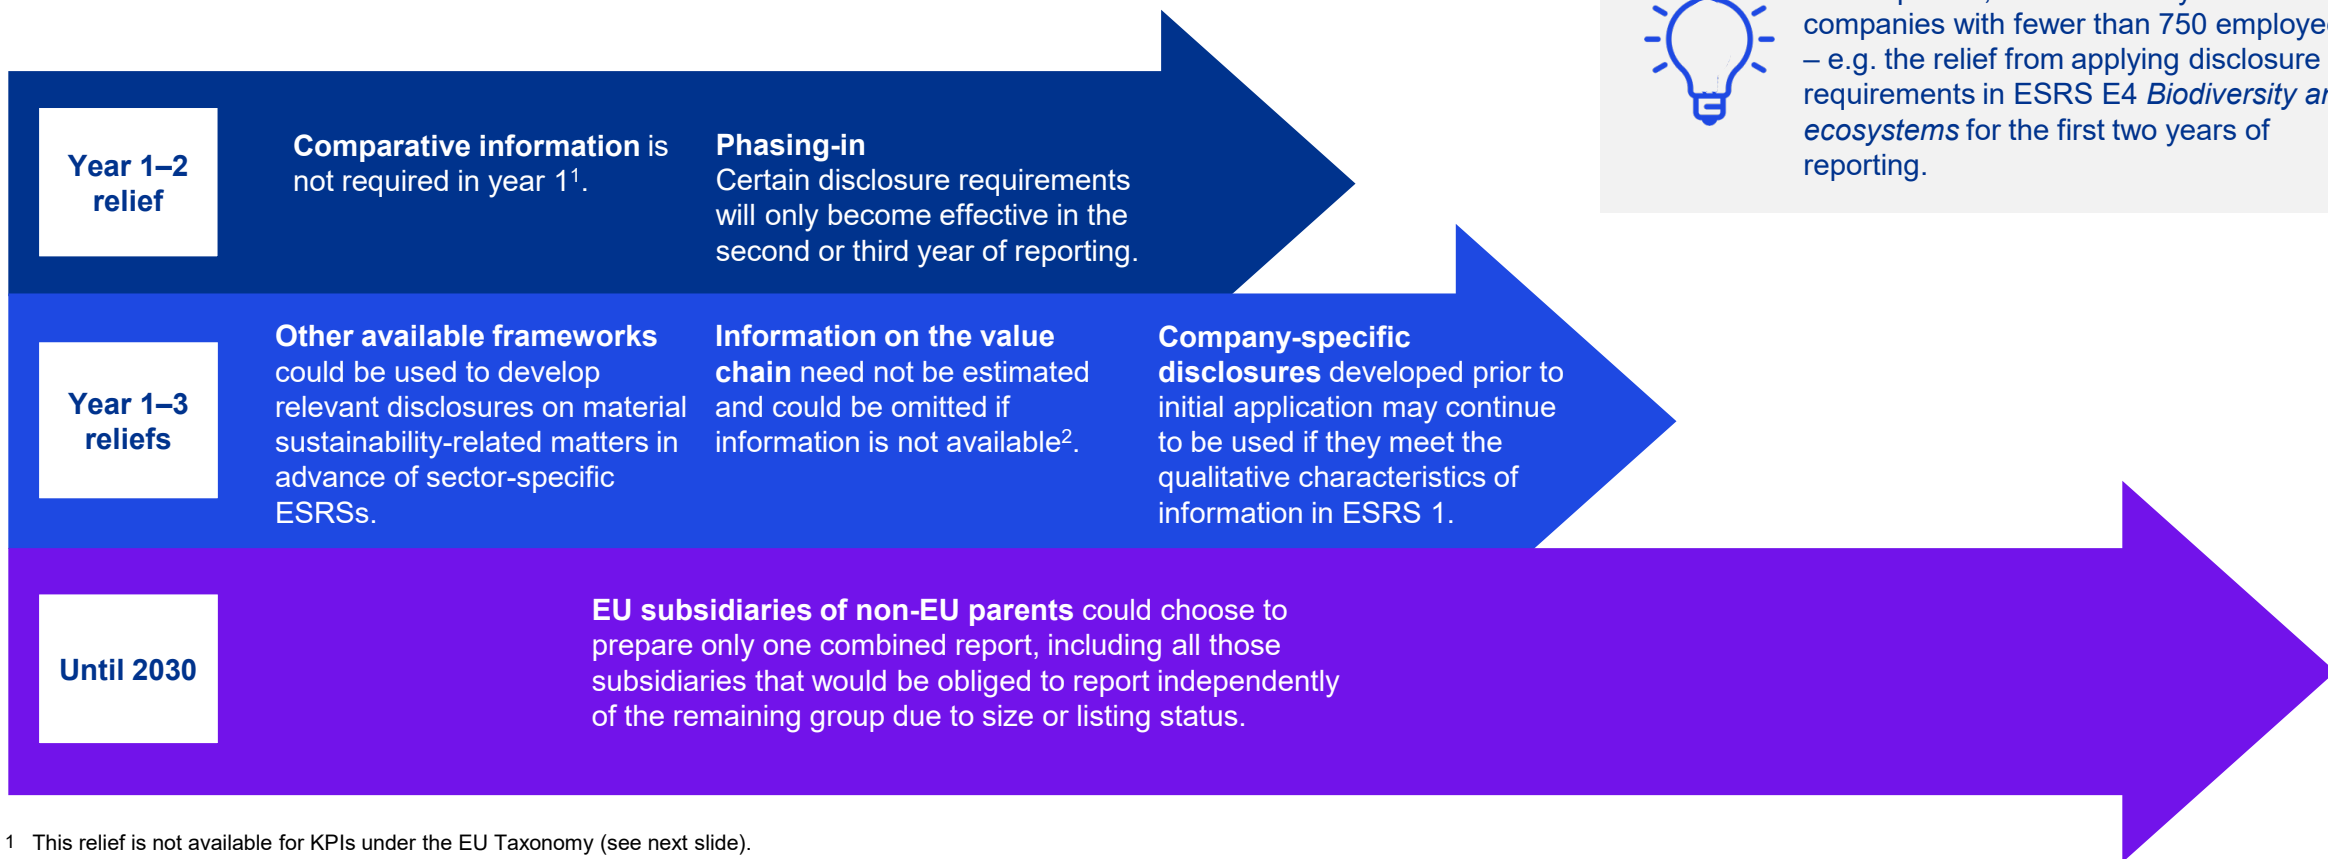 companies with fewer than 750
– e.g. the relief from applying disclosure
requirements in ESRS E4 Biodiversity
ecosystems for the first two years of
reporting.
Year 1–2
relief
Comparative information is
not required in year 1¹.
Phasing-in
Certain disclosure requirements
will only become effective in the
second or third year of reporting.
Year 1–3
reliefs
Other available frameworks
could be used to develop
relevant disclosures on material
sustainability-related matters in
advance of sector-specific
ESRSs.
Information on the value
chain need not be estimated
and could be omitted if
information is not available².
Company-specific
disclosures developed prior to
initial application may continue
to be used if they meet the
qualitative characteristics of
information in ESRS 1.
Until 2030
EU subsidiaries of non-EU parents could choose to
prepare only one combined report, including all those
subsidiaries that would be obliged to report independently
of the remaining group due to size or listing status.
1 This relief is not available for KPIs under the EU Taxonomy (see next slide).